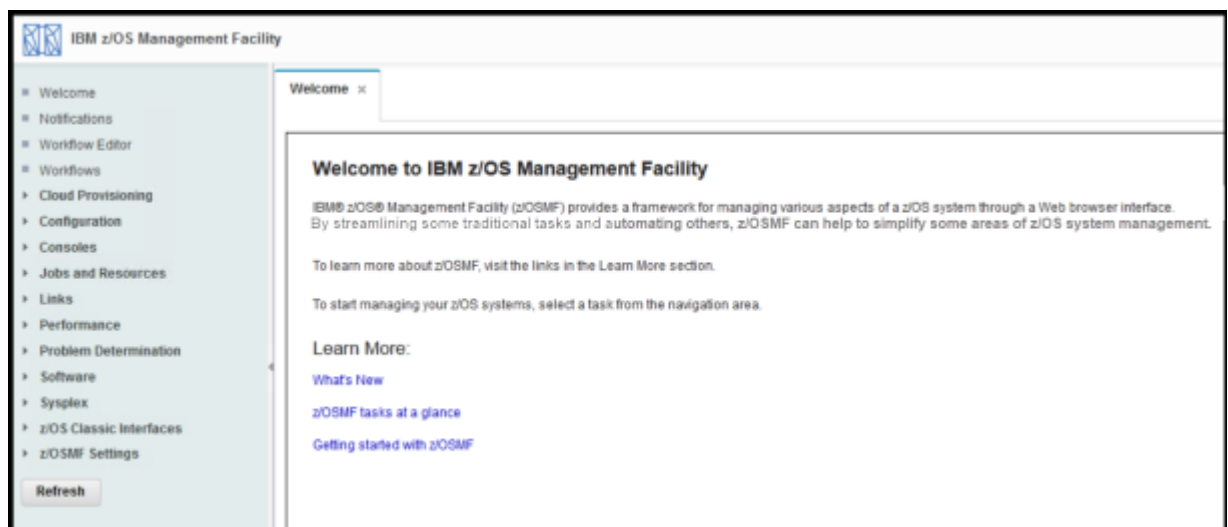 IBM z/OS Management Facility
Welcome
Notifications
Workflow Editor
Workflows
Cloud Provisioning
Configuration
Consoles
Jobs and Resources
Links
Performance
Problem Determination
Software
Sysplex
z/OS Classic Interfaces
z/OSMF Settings
Refresh
Welcome ×
Welcome to IBM z/OS Management Facility
IBM® z/OS® Management Facility (z/OSMF) provides a framework for managing various aspects of a z/OS system through a Web browser interface.
By streamlining some traditional tasks and automating others, z/OSMF can help to simplify some areas of z/OS system management.
To learn more about z/OSMF, visit the links in the Learn More section.
To start managing your z/OS systems, select a task from the navigation area.
Learn More:
What's New
z/OSMF tasks at a glance
Getting started with z/OSMF